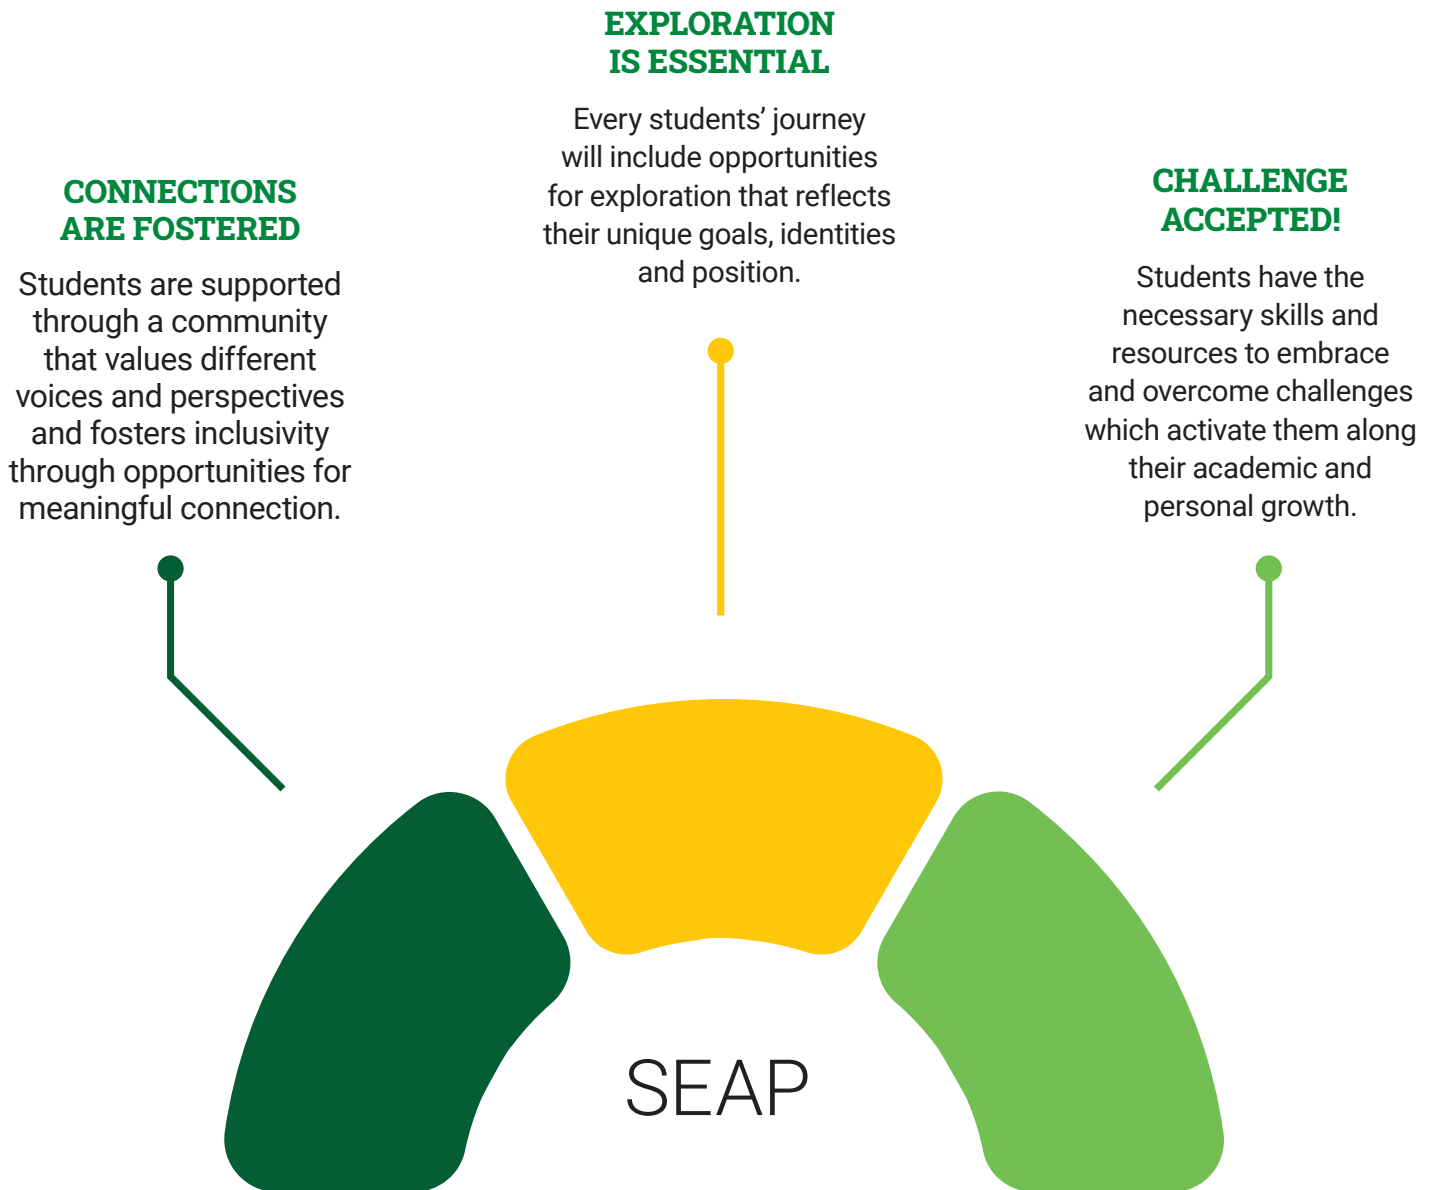 EXPLORATION
IS ESSENTIAL
Every students’ journey
will include opportunities
for exploration that reflects
their unique goals, identities
and position.
CONNECTIONS
ARE FOSTERED
Students are supported
through a community
that values different
voices and perspectives
and fosters inclusivity
through opportunities for
meaningful connection.
CHALLENGE
ACCEPTED!
Students have the
necessary skills and
resources to embrace
and overcome challenges
which activate them along
their academic and
personal growth.
SEAP